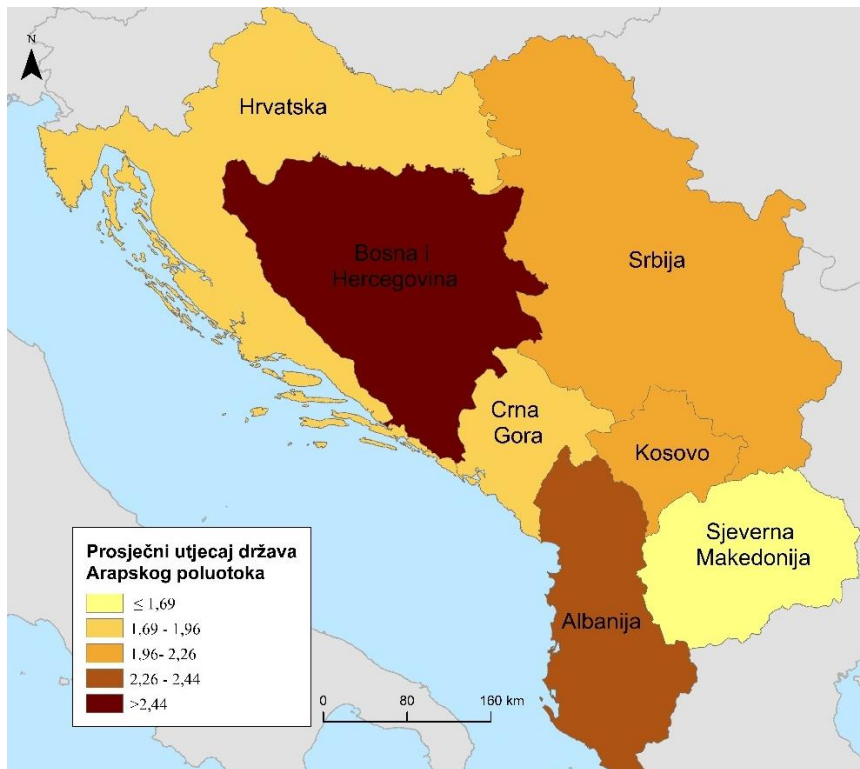 N
Hrvatska
Bosna i
Hercegovina
Srbija
Crna
Gora
Kosovo
Sjeverna
Makedonija
Albanija
Prosječni utjecaj država
Arapskog poluotoka
≤ 1,69
1,69 - 1,96
1,96- 2,26
2,26 - 2,44
>2,44
0 80 160 km